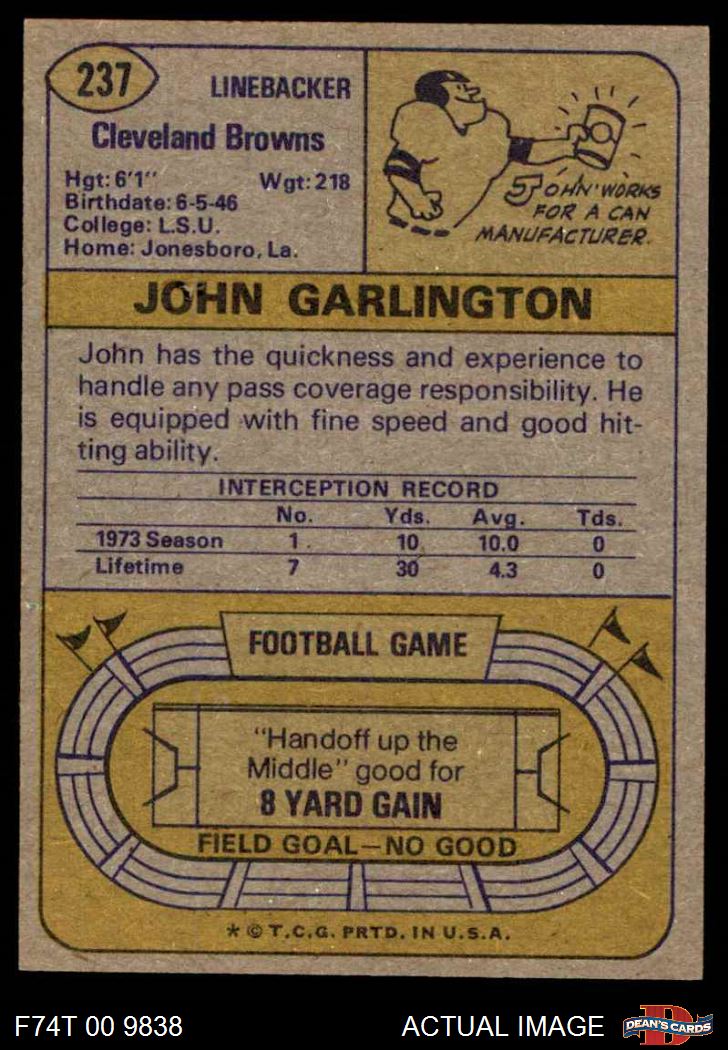 237
LINEBACKER
Cleveland Browns
Hgt: 6'1"
Wgt: 218
Birthdate: 6-5-46
College: L.S.U.
Home: Jonesboro, La.
JOHN WORKS
FOR A CAN
MANUFACTURER.
JOHN GARLINGTON
John has the quickness and experience to
handle any pass coverage responsibility. He
is equipped with fine speed and good hit-
ting ability.
INTERCEPTION RECORD
No. Yds. Avg. Tds.
1973 Season 1 10 10.0 0
Lifetime 7 30 4.3 0
FOOTBALL GAME
"Handoff up the
Middle" good for
8 YARD GAIN
FIELD GOAL—NO GOOD
* © T.C.G. PRTD. IN U.S.A.
F74T 00 9838
ACTUAL IMAGE
D
DEAN'S CARDS